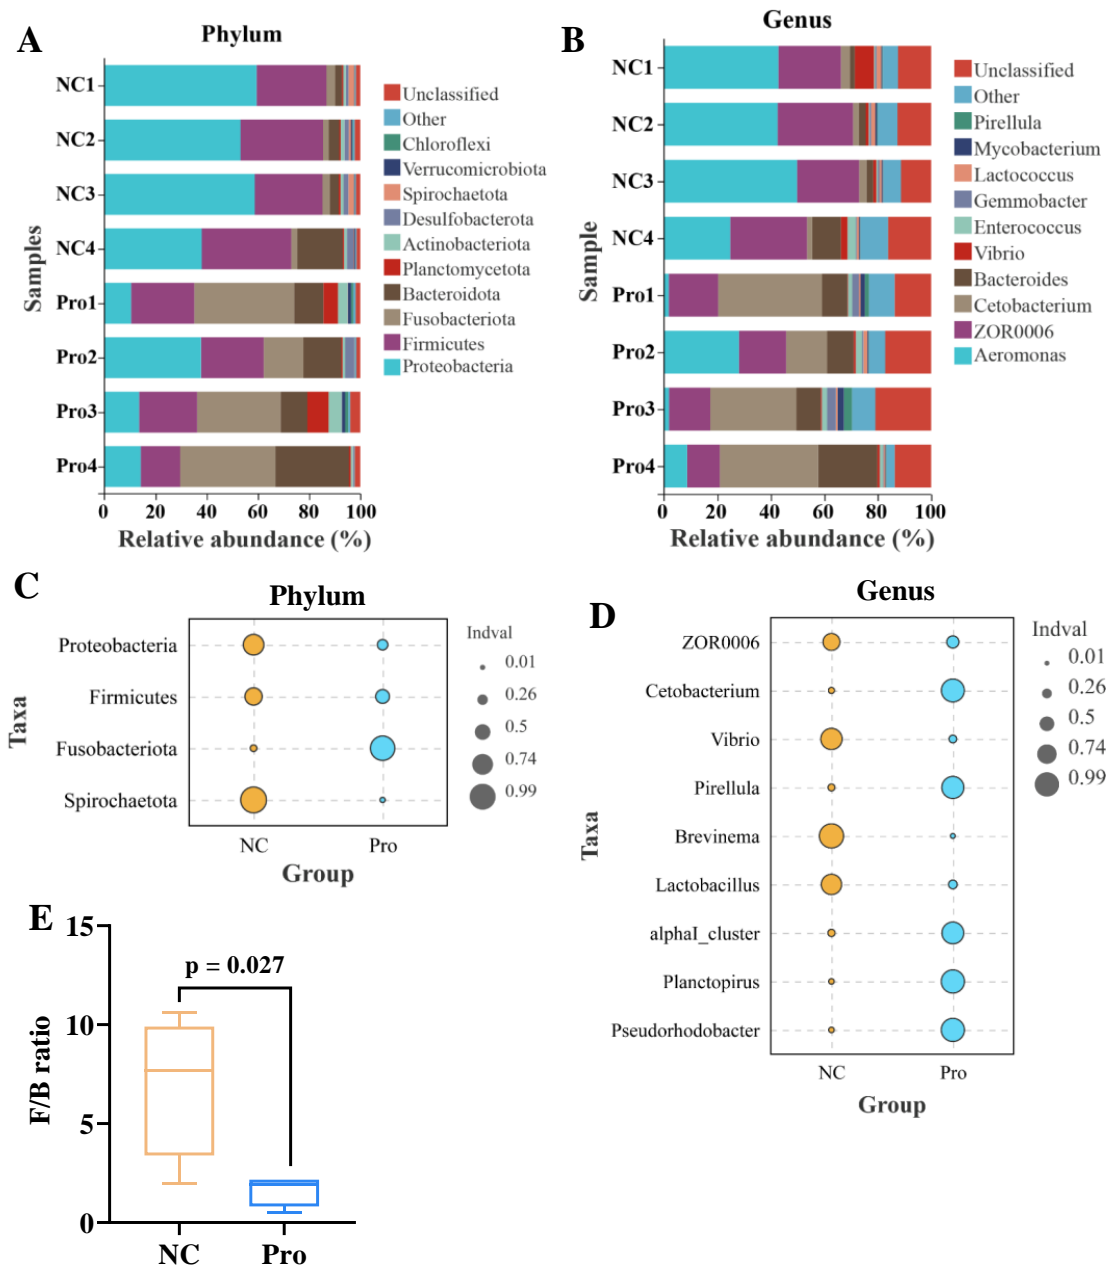 A
Phylum
NC1
NC2
NC3
NC4
Pro1
Pro2
Pro3
Pro4
Samples
0 20 40 60 80 100
Relative abundance (%)
Unclassified
Other
Chloroflexi
Verrucomicrobiota
Spirochaetota
Desulfobacterota
Actinobacteriota
Planctomycetota
Bacteroidota
Fusobacteriota
Firmicutes
Proteobacteria
B
Genus
NC1
NC2
NC3
NC4
Pro1
Pro2
Pro3
Pro4
Sample
0 20 40 60 80 100
Relative abundance (%)
Unclassified
Other
Pirellula
Mycobacterium
Lactococcus
Gemmobacter
Enterococcus
Vibrio
Bacteroides
Cetobacterium
ZOR0006
Aeromonas
C
Phylum
Proteobacteria
Firmicutes
Fusobacteriota
Spirochaetota
Taxa
NC Pro
Group
Indval
0.01
0.26
0.5
0.74
0.99
D
Genus
ZOR0006
Cetobacterium
Vibrio
Pirellula
Brevinema
Lactobacillus
alphaI_cluster
Planctopirus
Pseudorhodobacter
Taxa
NC Pro
Group
Indval
0.01
0.26
0.5
0.74
0.99
E
15
10
5
0
F/B ratio
p = 0.027
NC Pro